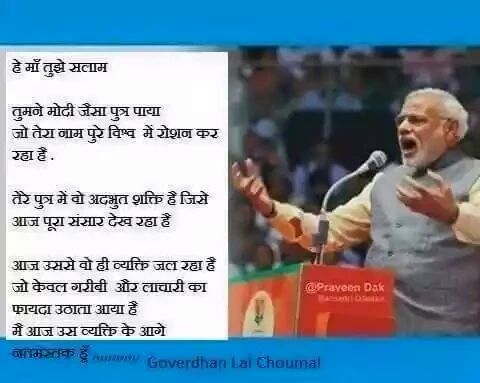 हे माँ तुझे सलाम
तुमने मोदी जैसा पुत्र पाया
जो तेरा नाम पुरे विश्व में रोशन कर
रहा है .
तेरे पुत्र में वो अदभुत शक्ति है जिसे
आज पूरा संसार देख रहा है
आज उससे वो ही व्यक्ति जल रहा है
जो केवल गरीबी और लाचारी का
फायदा उठाता आया है
मै आज उस व्यक्ति के आगे
नतमस्तक हूँ
Goverdhan Lal Choumal
@Praveen Dak